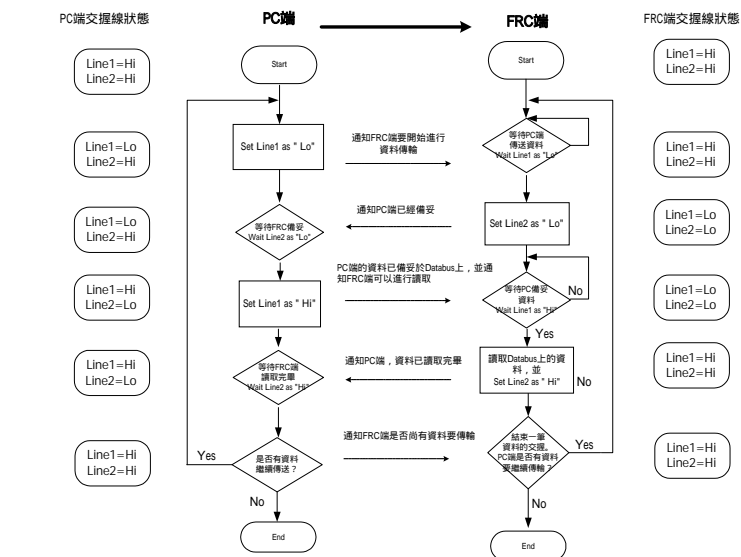 PC端交握線狀態
PC端
FRC端
FRC端交握線狀態
Line1=Hi
Line2=Hi
Start
Start
Line1=Hi
Line2=Hi
Line1=Lo
Line2=Hi
Set Line1 as " Lo"
通知FRC端要開始進行
資料傳輸
等待PC端
傳送資料
Wait Line1 as "Lo"
Line1=Hi
Line2=Hi
Line1=Lo
Line2=Hi
等待FRC備妥
Wait Line2 as "Lo"
通知PC端已經備妥
Set Line2 as " Lo"
Line1=Lo
Line2=Lo
Line1=Hi
Line2=Lo
Set Line1 as " Hi"
PC端的資料已備妥於Databus上，並通
知FRC端可以進行讀取
等待PC備妥
資料
Wait Line1 as "Hi"
No
Yes
Line1=Lo
Line2=Lo
Line1=Hi
Line2=Lo
等待FRC端
讀取完畢
Wait Line2 as "Hi"
通知PC端，資料已讀取完畢
讀取Databus上的資
料，並
Set Line2 as " Hi"
No
Line1=Hi
Line2=Hi
Line1=Hi
Line2=Hi
Yes
是否有資料
繼續傳送？
No
通知FRC端是否尚有資料要傳輸
結束一筆
資料的交握。
PC端是否有資料
要繼續傳輸？
Yes
No
Line1=Hi
Line2=Hi
End
End